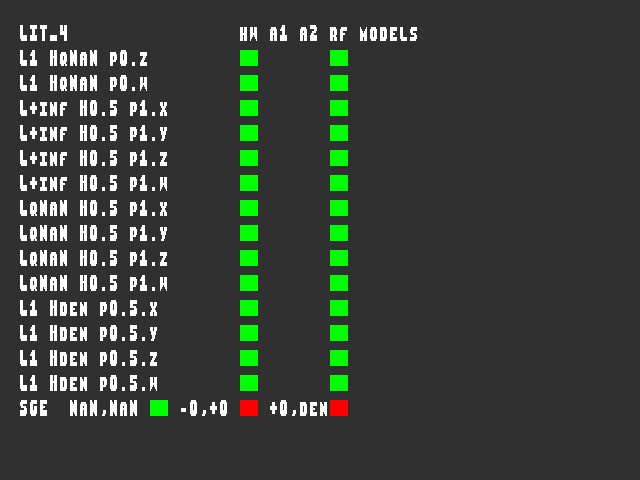 LIT_4 HW A1 A2 RF MODELS
L1 HQNAN P0.Z
L1 HQNAN P0.W
L+INF H0.5 P1.X
L+INF H0.5 P1.Y
L+INF H0.5 P1.Z
L+INF H0.5 P1.W
LQNAN H0.5 P1.X
LQNAN H0.5 P1.Y
LQNAN H0.5 P1.Z
LQNAN H0.5 P1.W
L1 HDEN P0.5.X
L1 HDEN P0.5.Y
L1 HDEN P0.5.Z
L1 HDEN P0.5.W
SGE NAN,NAN -0,+0 +0,DEN